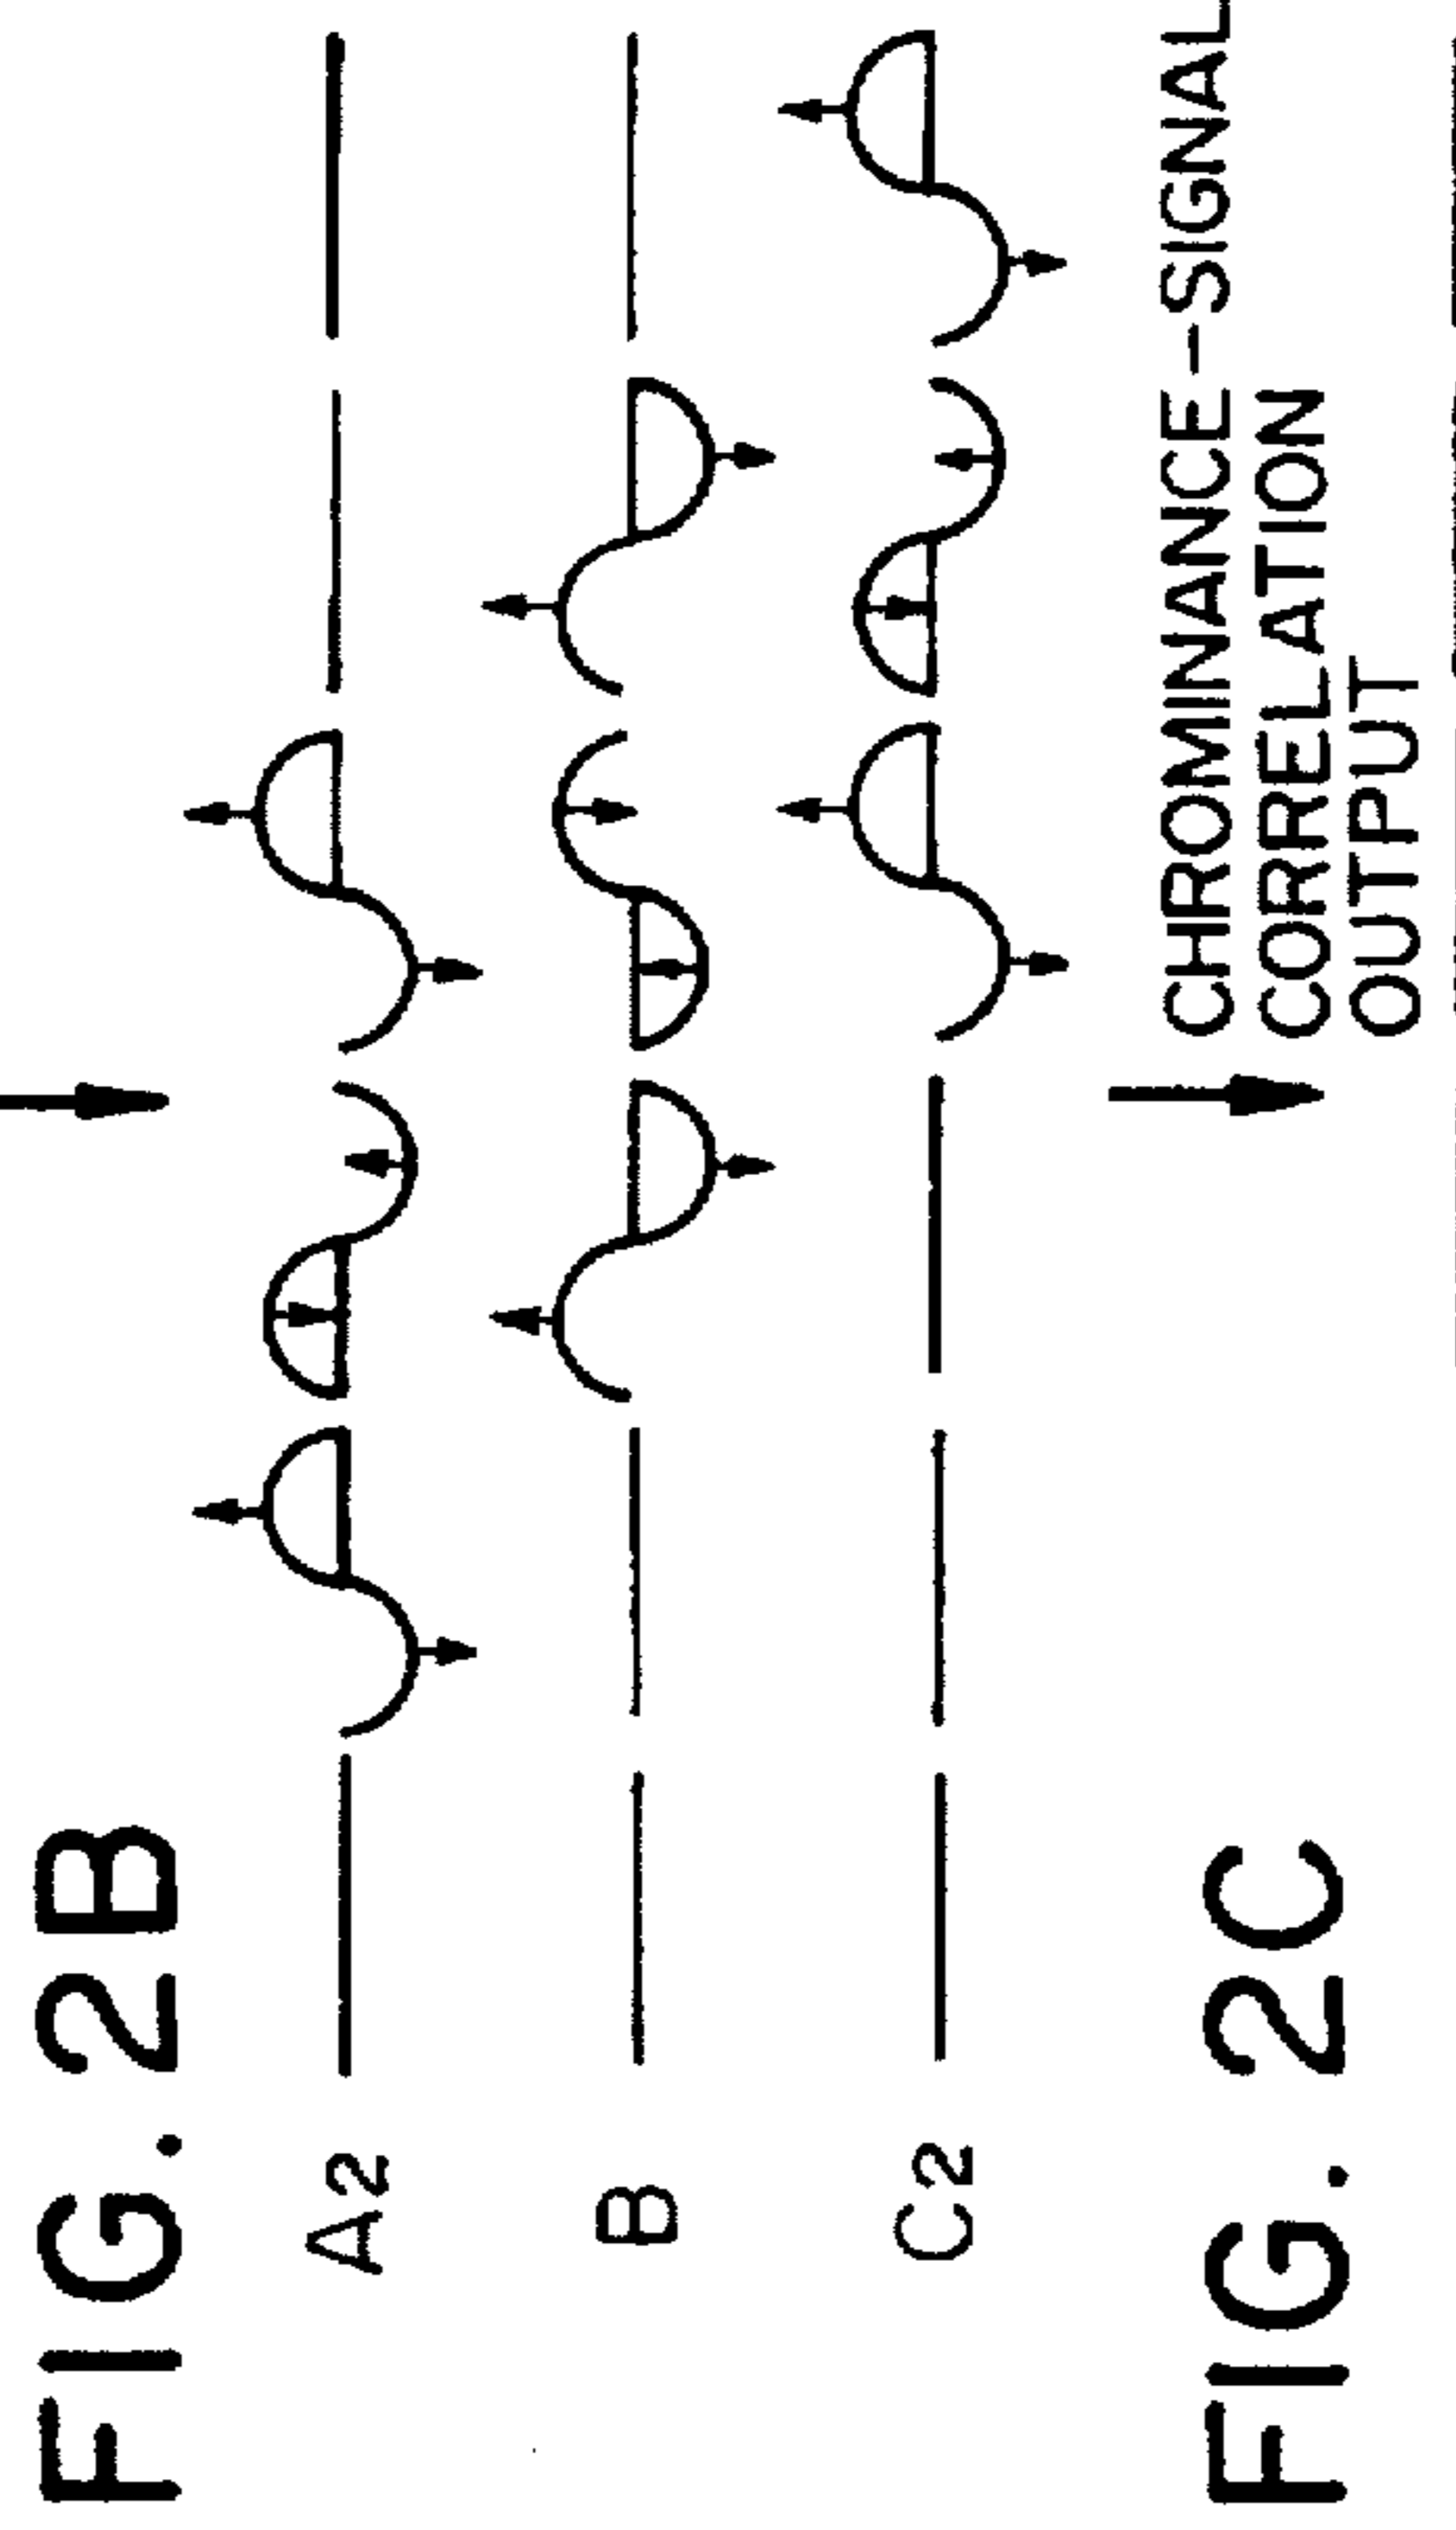 FIG. 2B
A2
B
C2
FIG. 2C
CHROMINANCE-SIGNAL
CORRELATION
OUTPUT